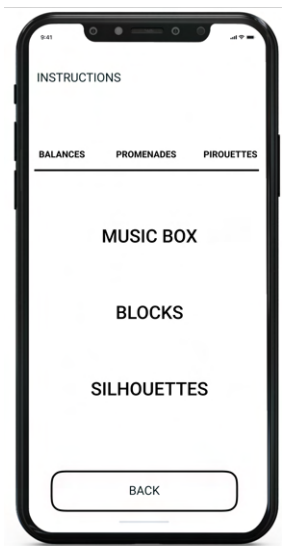 9:41
INSTRUCTIONS
BALANCES PROMENADES PIROUETTES
MUSIC BOX
BLOCKS
SILHOUETTES
BACK